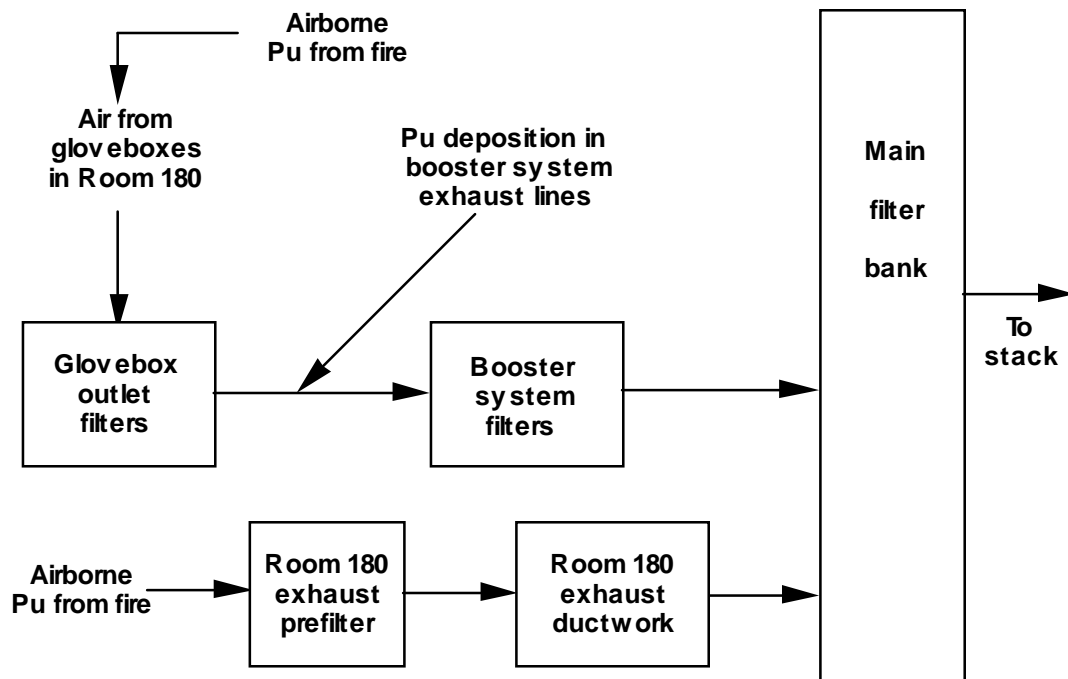 Airborne
Pu from fire
Air from
gloveboxes
in Room 180
Pu deposition in
booster system
exhaust lines
Main
filter
bank
To
stack
Glovebox
outlet
filters
Booster
system
filters
Airborne
Pu from fire
Room 180
exhaust
prefilter
Room 180
exhaust
ductwork